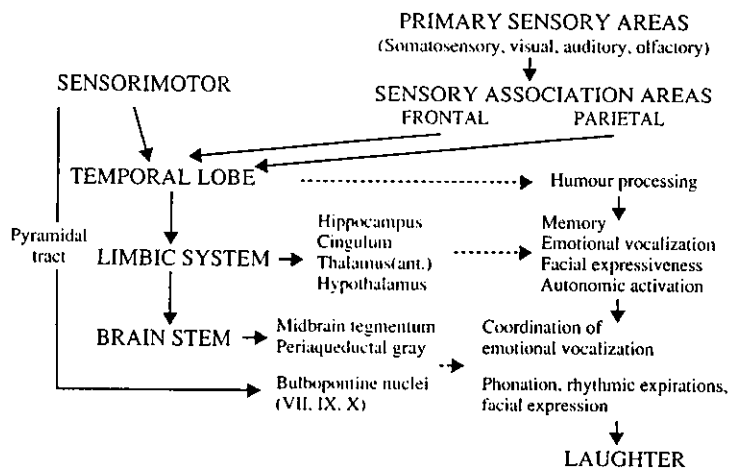 PRIMARY SENSORY AREAS
(Somatosensory, visual, auditory, olfactory)
SENSORIMOTOR
SENSORY ASSOCIATION AREAS
FRONTAL PARIETAL
TEMPORAL LOBE
Humour processing
Pyramidal
tract
LIMBIC SYSTEM
Hippocampus
Cingulum
Thalamus(ant.)
Hypothalamus
Memory
Emotional vocalization
Facial expressiveness
Autonomic activation
BRAIN STEM
Midbrain tegmentum
Periaqueductal gray
Coordination of
emotional vocalization
Bulbopontine nuclei
(VII, IX, X)
Phonation, rhythmic expirations,
facial expression
LAUGHTER